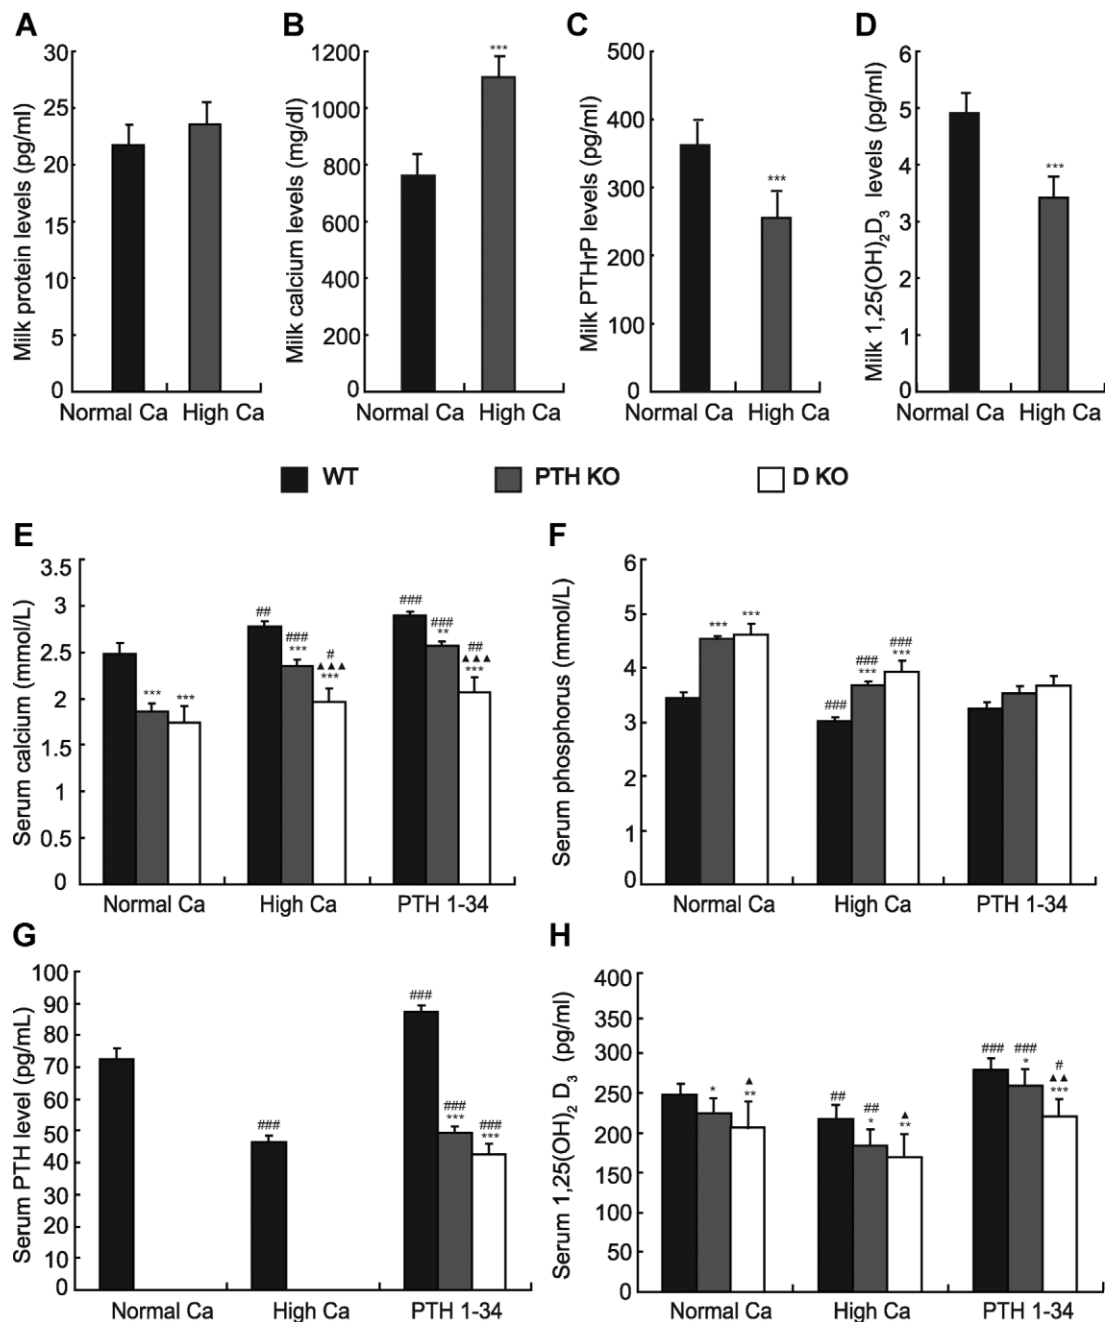 A
B
C
D
Milk protein levels (pg/ml)
30
25
20
15
10
5
0
Normal Ca
High Ca
Milk calcium levels (mg/dl)
1200
1000
800
600
400
200
0
***
Normal Ca
High Ca
Milk PTHrP levels (pg/ml)
500
400
300
200
100
0
***
Normal Ca
High Ca
Milk 1,25(OH)₂D₃ levels (pg/ml)
6
5
4
3
2
1
0
***
Normal Ca
High Ca
WT
PTH KO
D KO
E
Serum calcium (mmol/L)
3.5
3
2.5
2
1.5
1
0.5
0
***
***
##
###
***
#
▲▲▲
***
###
###
**
##
▲▲▲
***
Normal Ca
High Ca
PTH 1-34
F
Serum phosphorus (mmol/L)
6
5
4
3
2
1
0
***
***
###
###
***
###
***
Normal Ca
High Ca
PTH 1-34
G
Serum PTH level (pg/mL)
100
90
80
70
60
50
40
30
20
10
0
###
###
###
***
###
***
Normal Ca
High Ca
PTH 1-34
H
Serum 1,25(OH)₂ D₃ (pg/ml)
400
350
300
250
200
150
100
50
0
*
▲
**
##
##
*
▲
**
###
###
*
#
▲▲
***
Normal Ca
High Ca
PTH 1-34